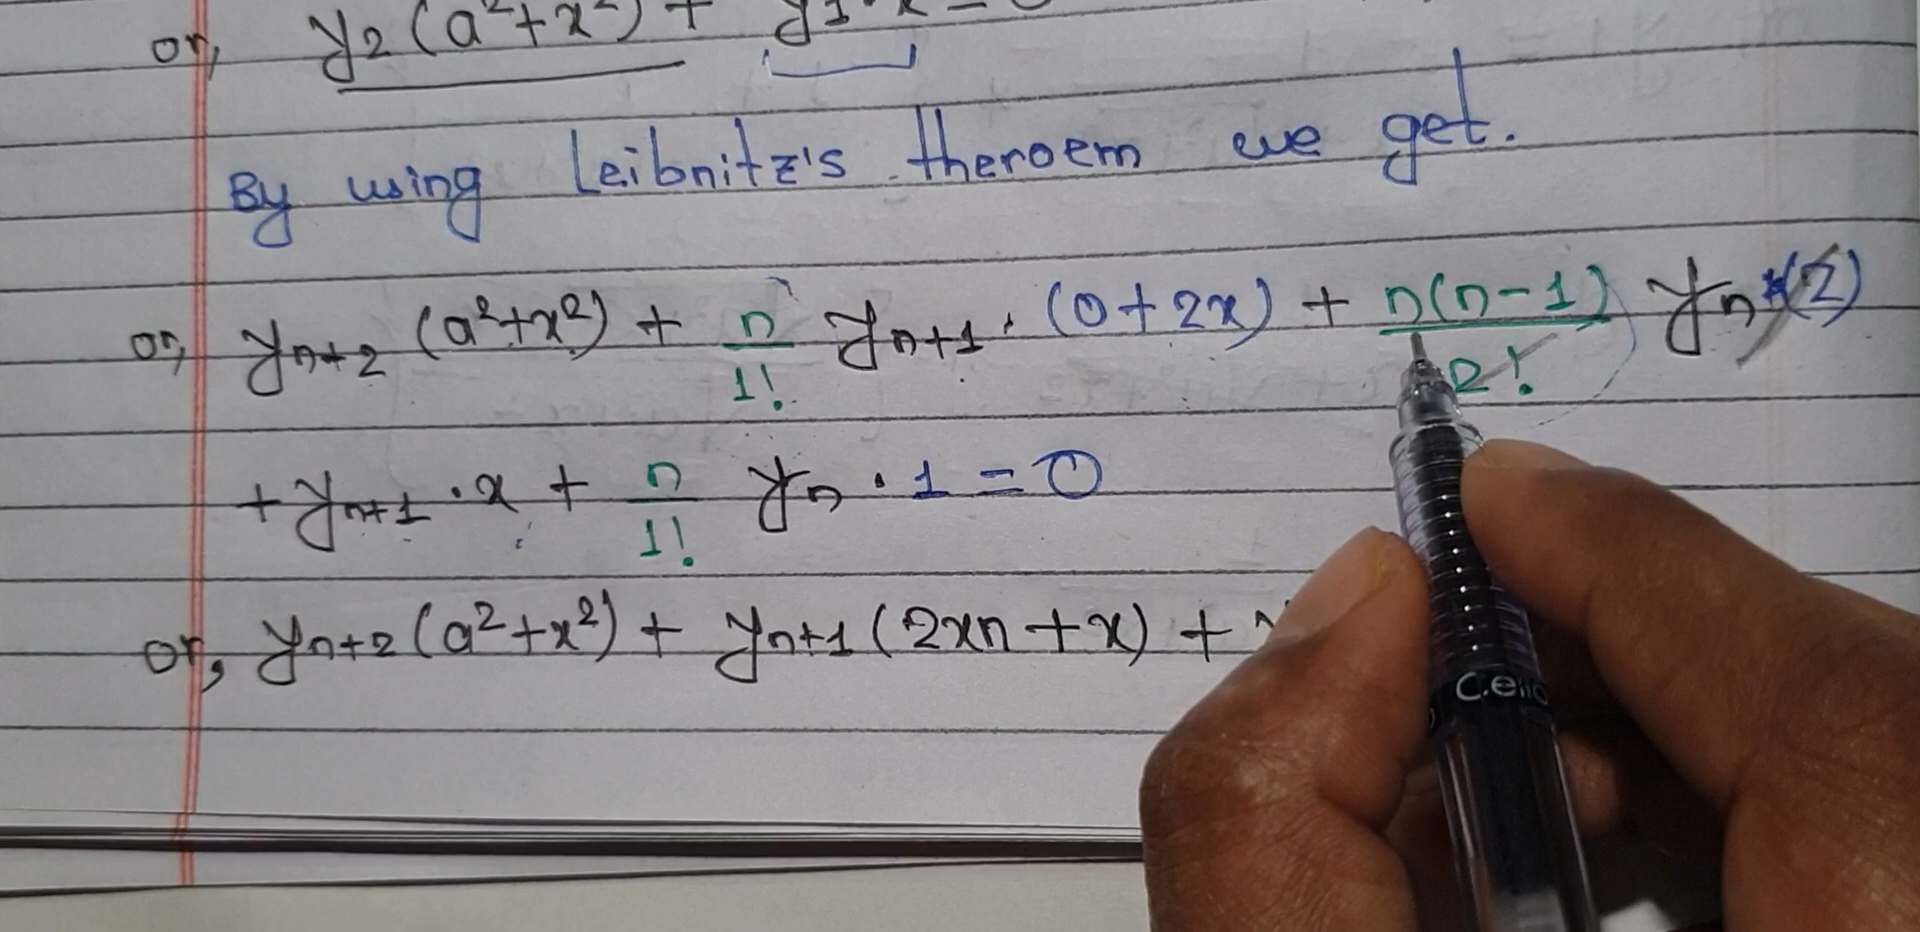 or, y₂(a²+x²) + y₁·x = 0
By using Leibnitz's theroem we get.
or, yₙ₊₂ (a²+x²) + n/1! yₙ₊₁ · (0+2x) + n(n-1)/2! yₙ*(2)
+ yₙ₊₁ · x + n/1! yₙ · 1 = 0
or, yₙ₊₂ (a²+x²) + yₙ₊₁ (2xn + x) +